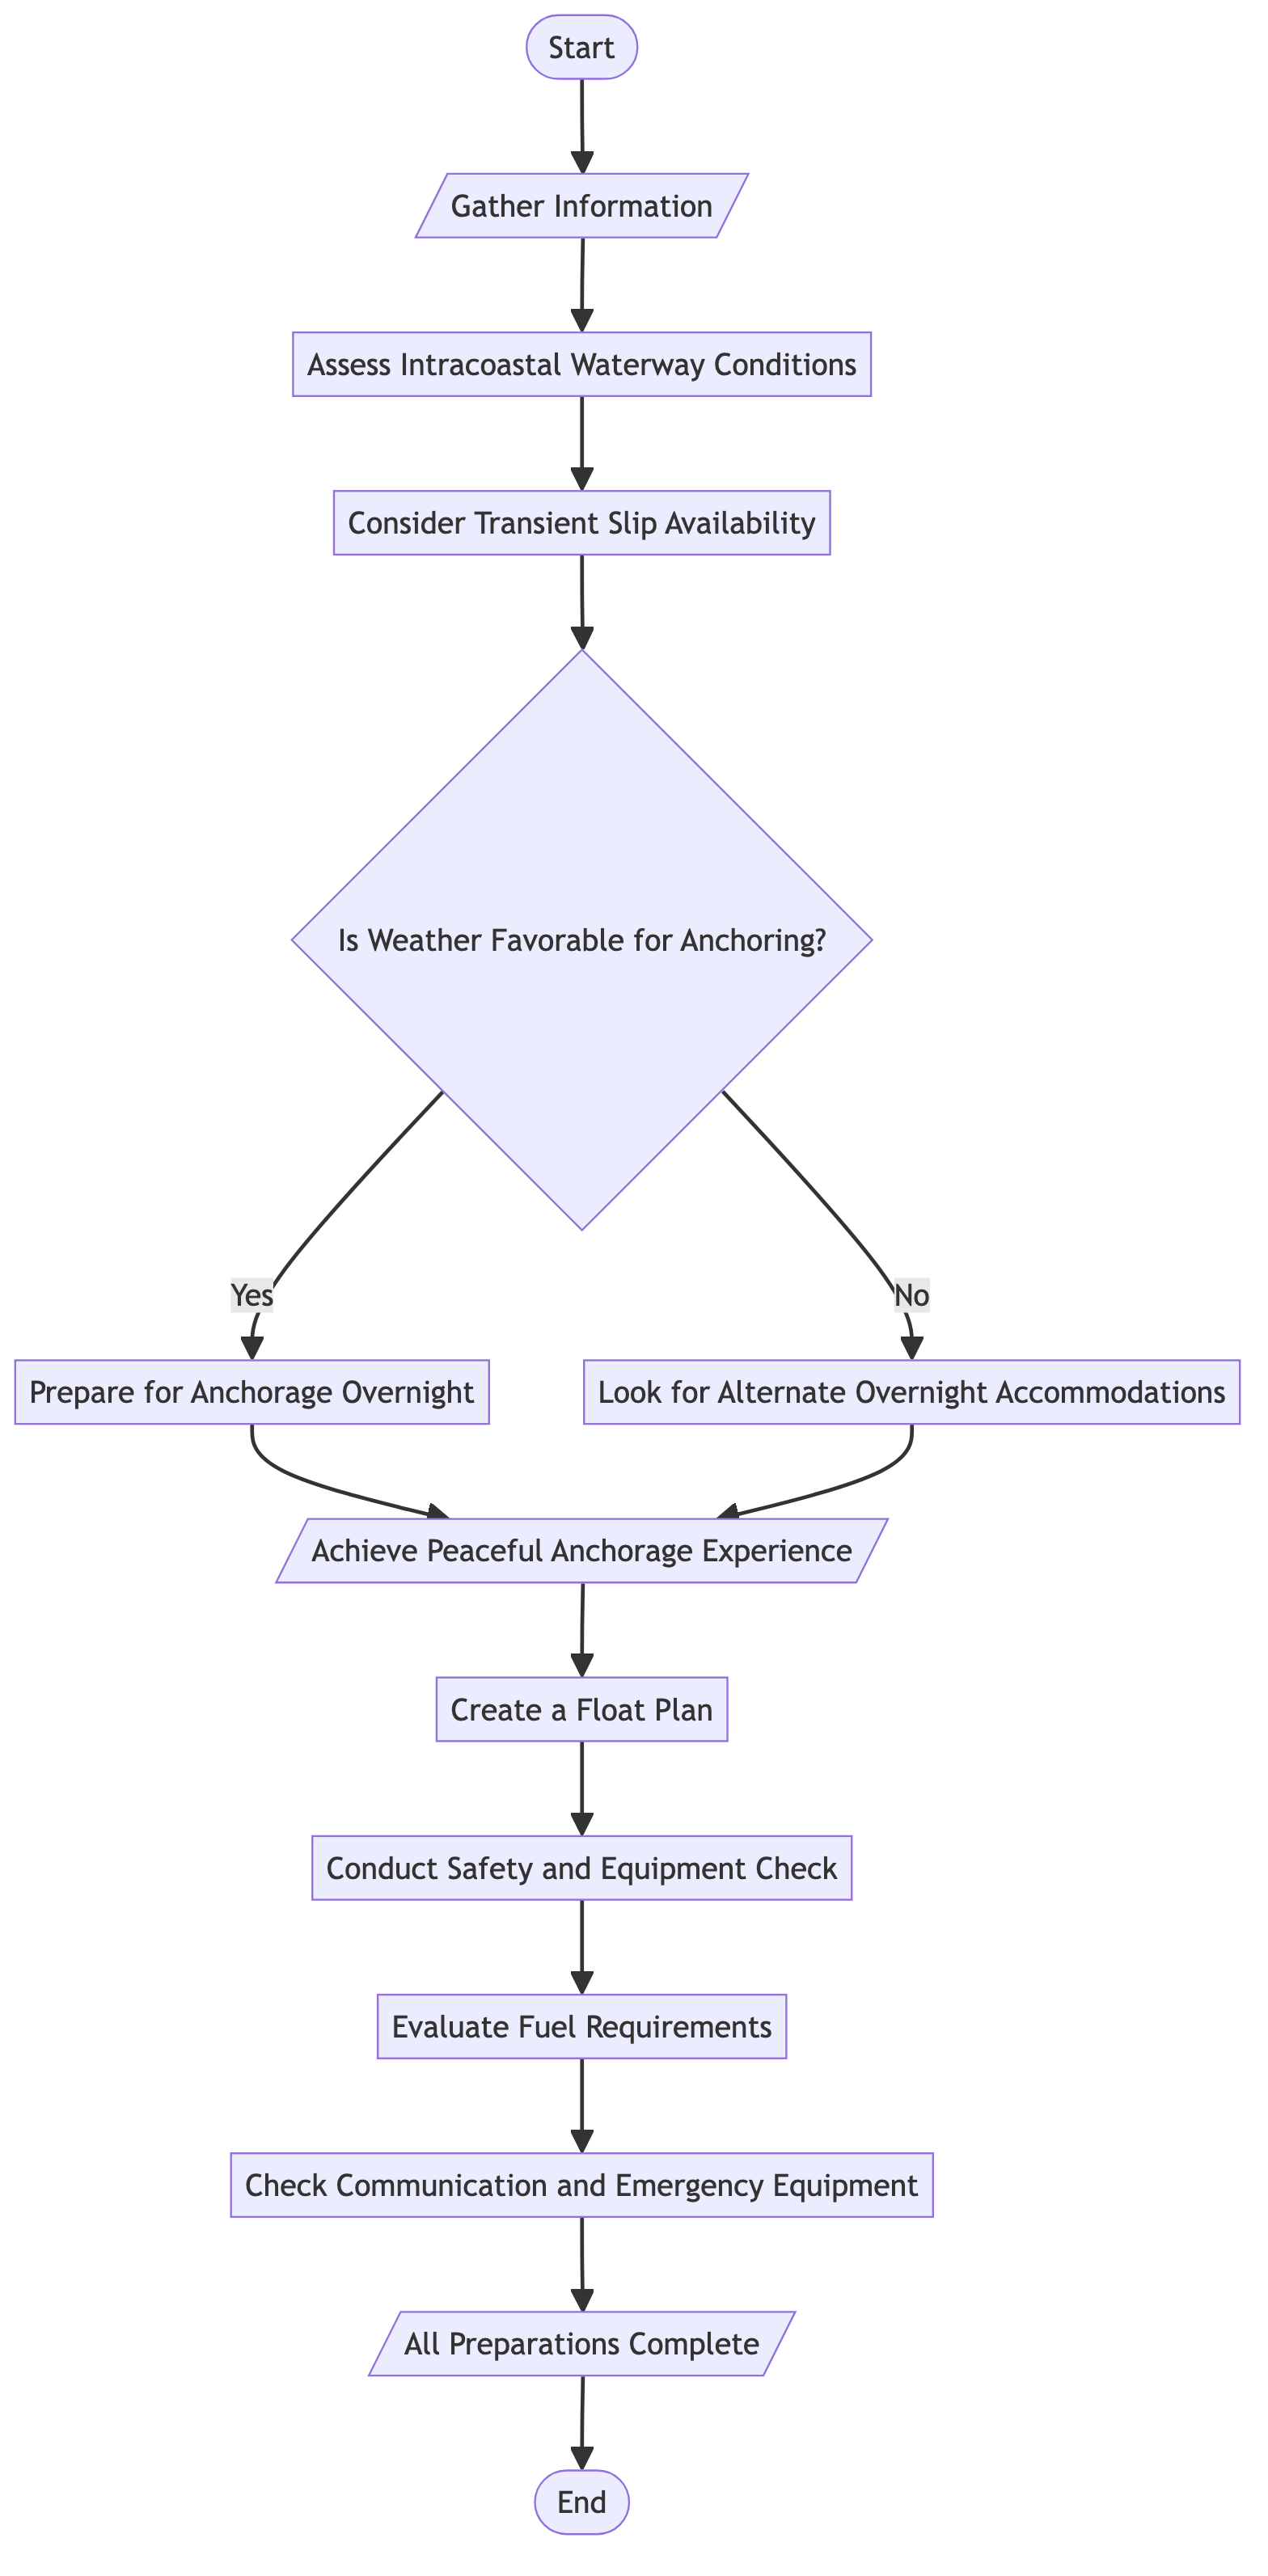 Start
Gather Information
Assess Intracoastal Waterway Conditions
Consider Transient Slip Availability
Is Weather Favorable for Anchoring?
Yes
No
Prepare for Anchorage Overnight
Look for Alternate Overnight Accommodations
Achieve Peaceful Anchorage Experience
Create a Float Plan
Conduct Safety and Equipment Check
Evaluate Fuel Requirements
Check Communication and Emergency Equipment
All Preparations Complete
End